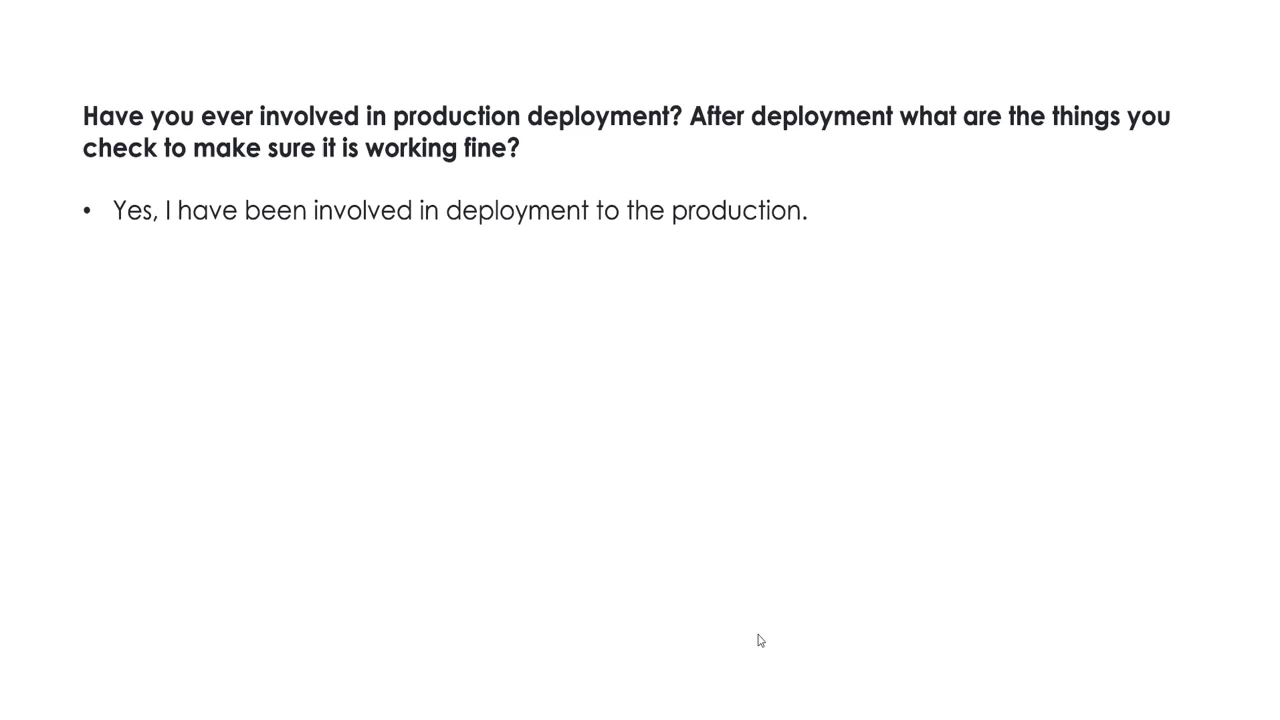 Have you ever involved in production deployment? After deployment what are the things you
check to make sure it is working fine?
• Yes, I have been involved in deployment to the production.